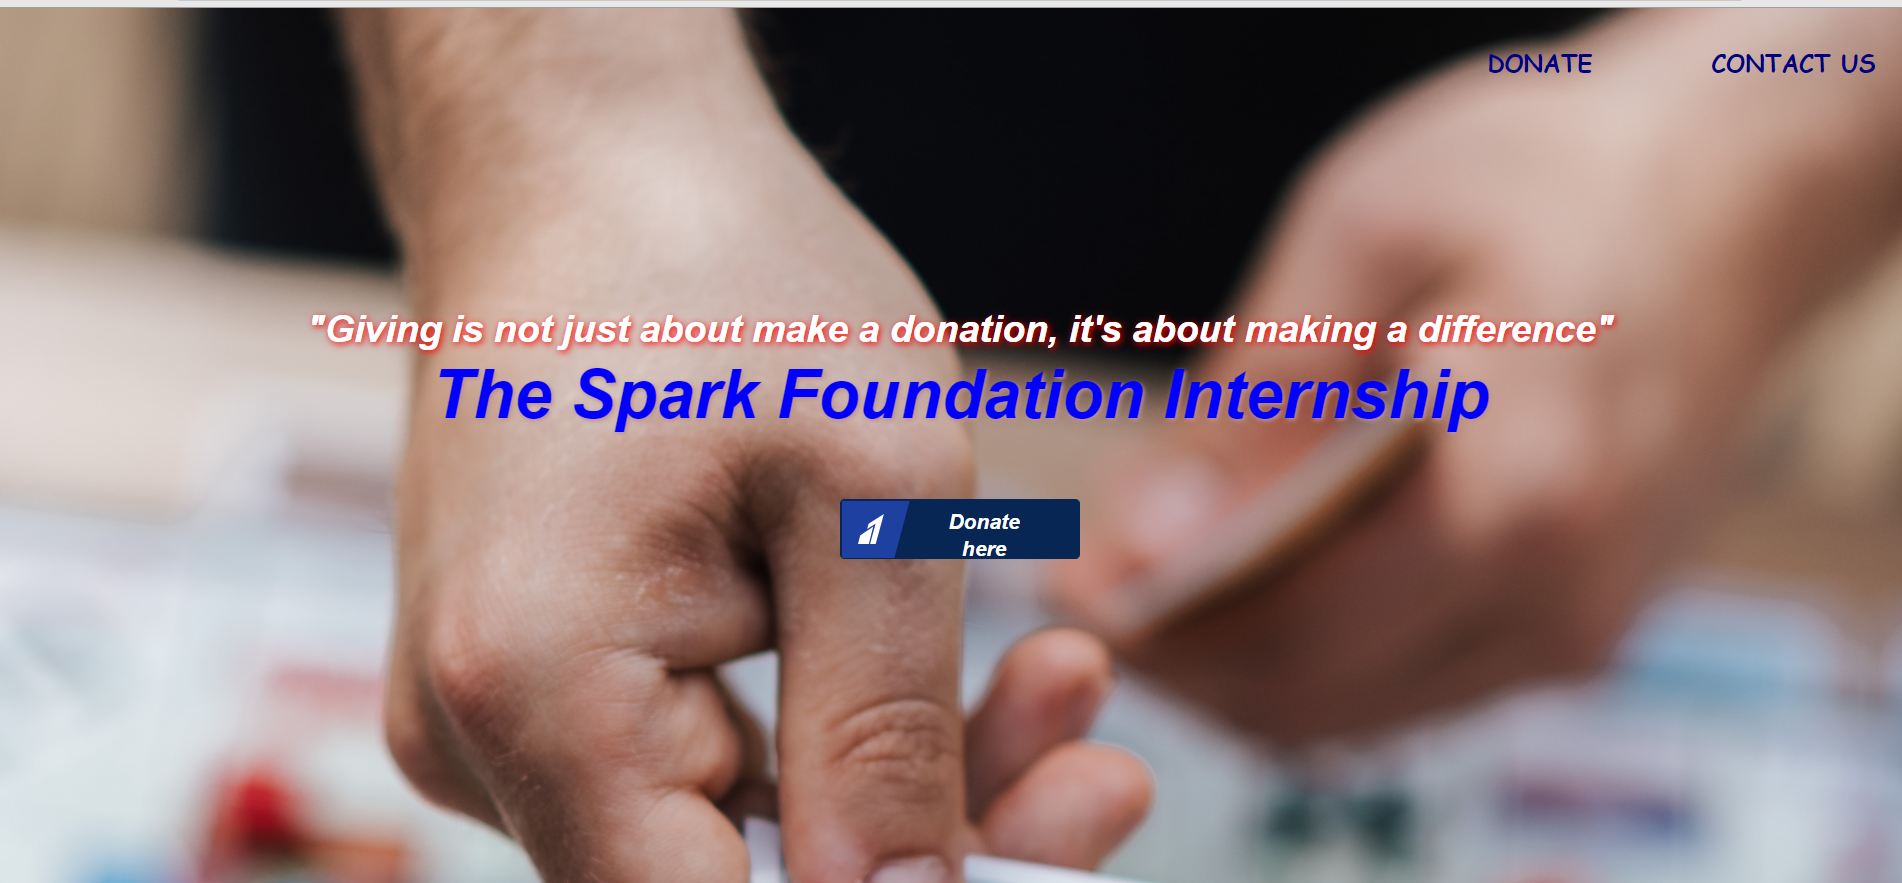 DONATE CONTACT US
"Giving is not just about make a donation, it's about making a difference"
The Spark Foundation Internship
Donate
here